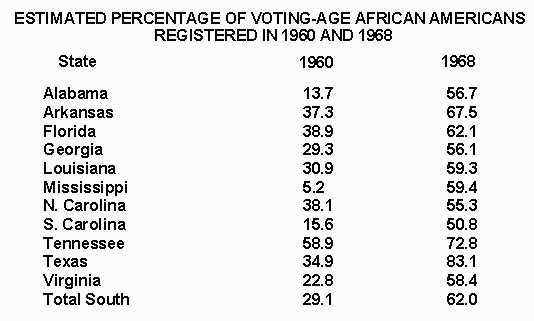 ESTIMATED PERCENTAGE OF VOTING-AGE AFRICAN AMERICANS
REGISTERED IN 1960 AND 1968
State 1960 1968
Alabama 13.7 56.7
Arkansas 37.3 67.5
Florida 38.9 62.1
Georgia 29.3 56.1
Louisiana 30.9 59.3
Mississippi 5.2 59.4
N. Carolina 38.1 55.3
S. Carolina 15.6 50.8
Tennessee 58.9 72.8
Texas 34.9 83.1
Virginia 22.8 58.4
Total South 29.1 62.0